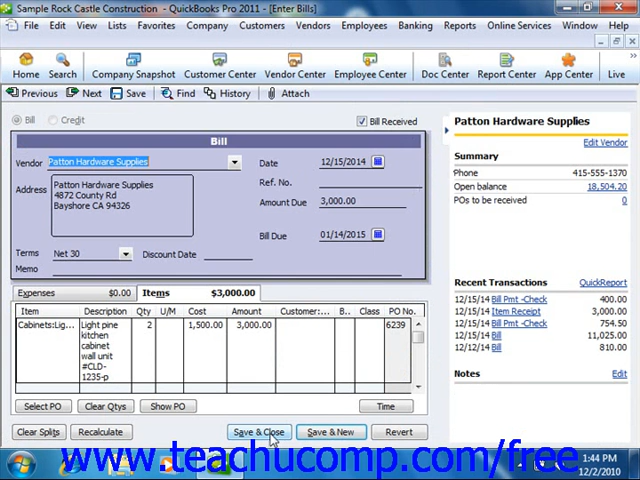 Sample Rock Castle Construction - QuickBooks Pro 2011 - [Enter Bills]
File Edit View Lists Favorites Company Customers Vendors Employees Banking Reports Online Services Window Help
Home Search Company Snapshot Customer Center Vendor Center Employee Center Doc Center Report Center App Center Live
Previous Next Save Find History Attach
Bill Credit Bill Received
Bill
Vendor Patton Hardware Supplies Date 12/15/2014
Address Patton Hardware Supplies
4872 County Rd
Bayshore CA 94326
Ref. No.
Amount Due 3,000.00
Bill Due 01/14/2015
Terms Net 30 Discount Date
Memo
Expenses $0.00 Items $3,000.00
Item Description Qty U/M Cost Amount Customer:... B.. Class PO No.
Cabinets:Lig... Light pine 2 1,500.00 3,000.00 6239
kitchen
cabinet
wall unit
#CLD-
1235-p
Select PO Clear Qtys Show PO Time
Clear Splits Recalculate Save & Close Save & New Revert
Patton Hardware Supplies
Edit Vendor
Summary
Phone 415-555-1370
Open balance 18,504.20
POs to be received 0
Recent Transactions QuickReport
12/15/14 Bill Pmt -Check 400.00
12/15/14 Item Receipt 3,000.00
12/15/14 Bill Pmt -Check 754.50
12/15/14 Bill 11,025.00
12/12/14 Bill 810.00
Notes Edit
www.teachucomp.com/free
1:44 PM
12/2/2010